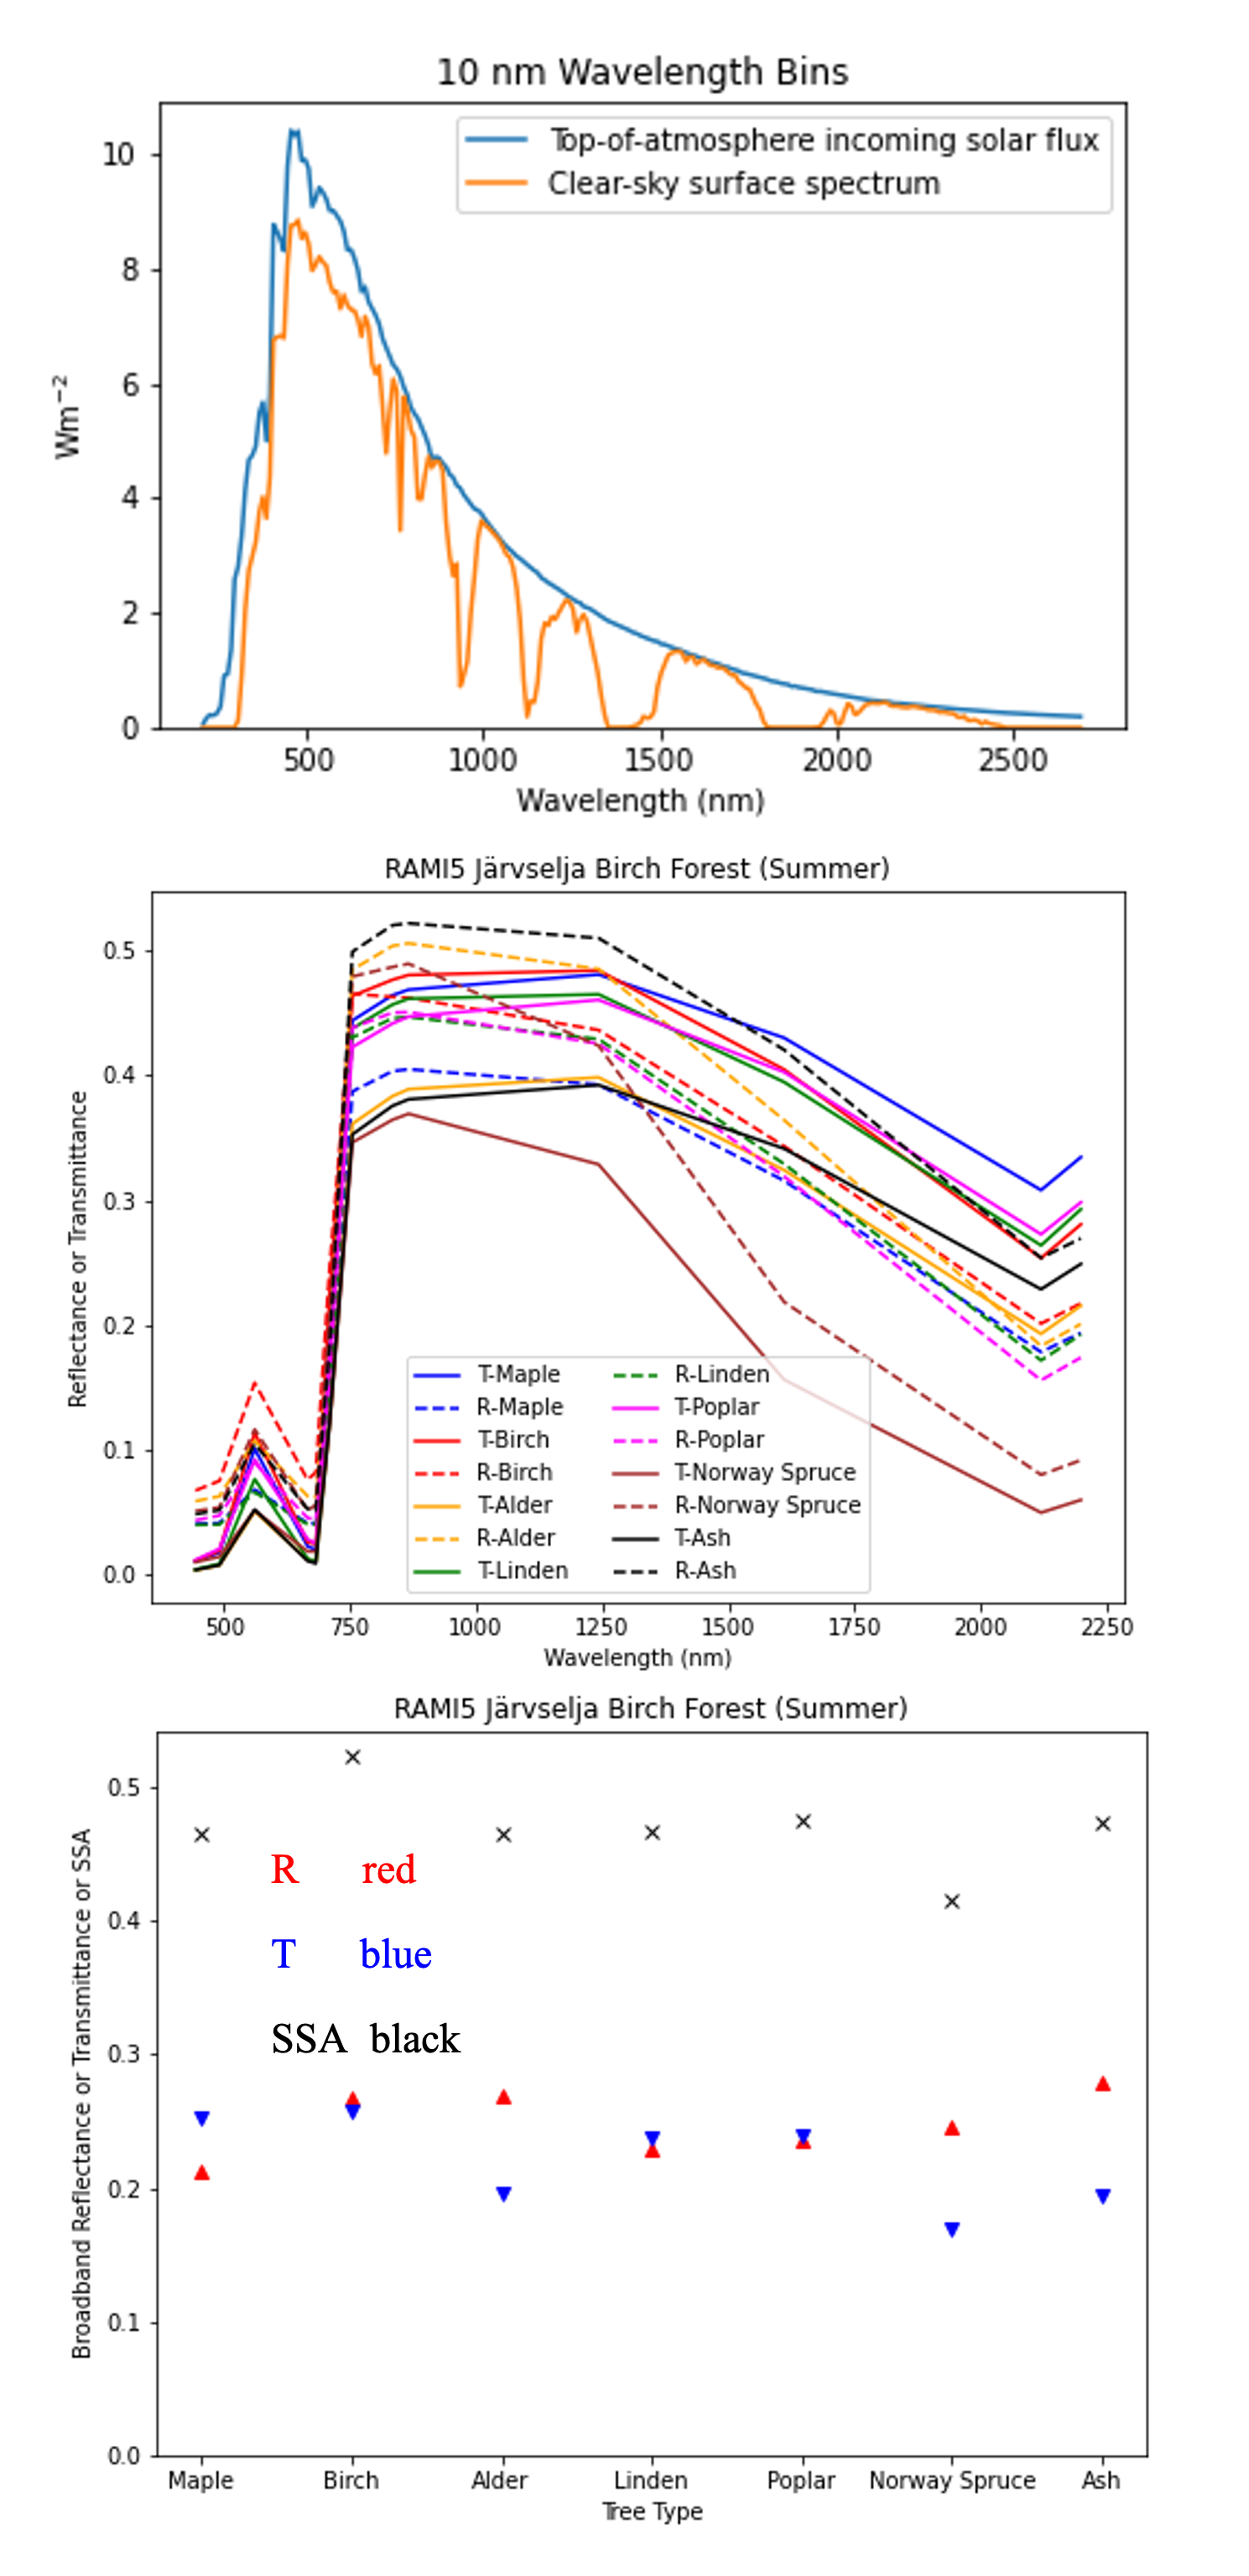 10 nm Wavelength Bins
Top-of-atmosphere incoming solar flux
Clear-sky surface spectrum
10
8
6
4
2
0
Wm−2
500 1000 1500 2000 2500
Wavelength (nm)
RAMI5 Järvselja Birch Forest (Summer)
0.5
0.4
0.3
0.2
0.1
0.0
Reflectance or Transmittance
T-Maple
R-Maple
T-Birch
R-Birch
T-Alder
R-Alder
T-Linden
R-Linden
T-Poplar
R-Poplar
T-Norway Spruce
R-Norway Spruce
T-Ash
R-Ash
500 750 1000 1250 1500 1750 2000 2250
Wavelength (nm)
RAMI5 Järvselja Birch Forest (Summer)
0.5
0.4
0.3
0.2
0.1
0.0
Broadband Reflectance or Transmittance or SSA
R red
T blue
SSA black
Maple Birch Alder Linden Poplar Norway Spruce Ash
Tree Type